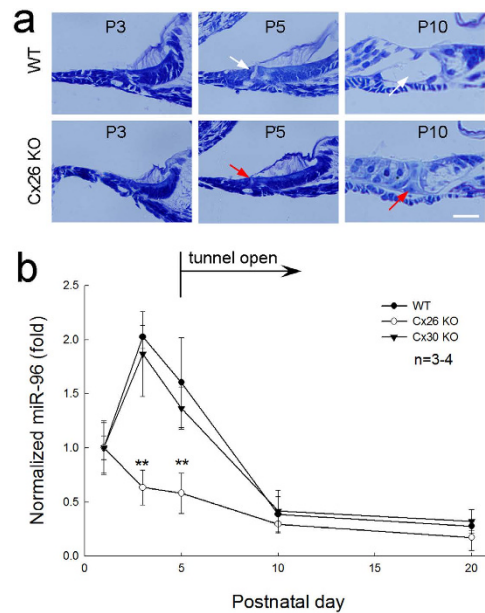 a
P3 P5 P10
WT
P3 P5 P10
Cx26 KO
b
tunnel open
WT
Cx26 KO
Cx30 KO
n=3-4
** **
Normalized miR-96 (fold)
2.5
2.0
1.5
1.0
0.5
0.0
0 5 10 15 20
Postnatal day